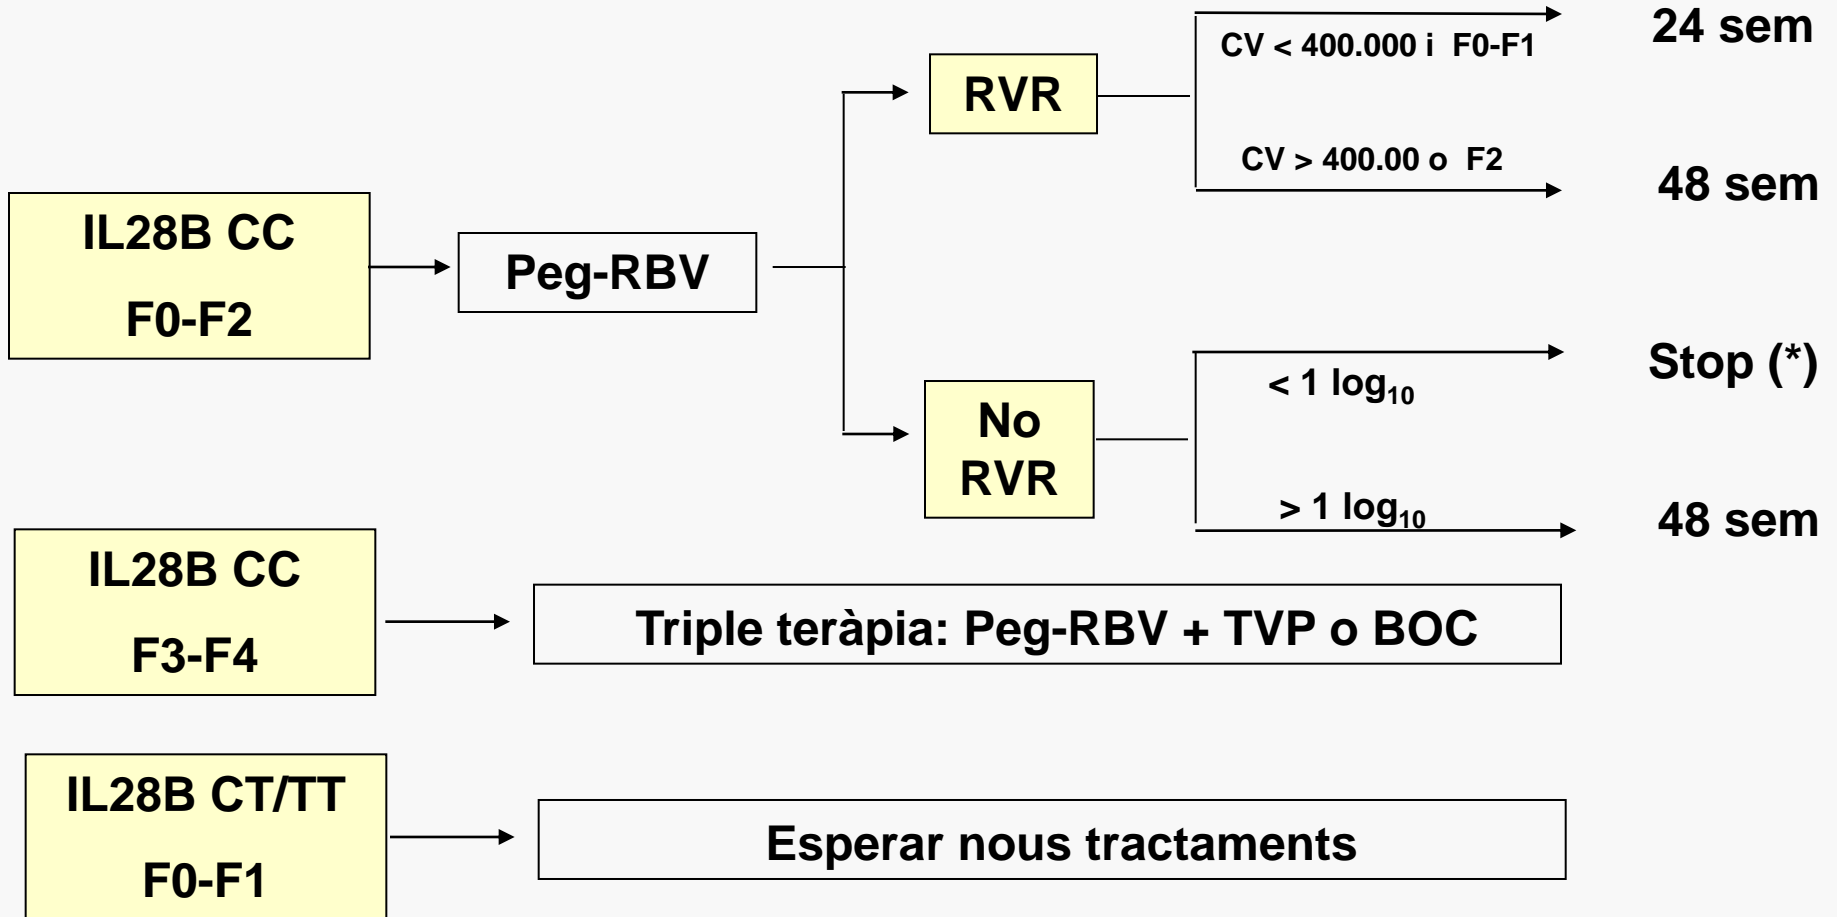 IL28B CC
F0-F2
Peg-RBV
RVR
CV < 400.000 i F0-F1
24 sem
CV > 400.00 o F2
48 sem
No
RVR
< 1 log₁₀
Stop (*)
> 1 log₁₀
48 sem
IL28B CC
F3-F4
Triple teràpia: Peg-RBV + TVP o BOC
IL28B CT/TT
F0-F1
Esperar nous tractaments